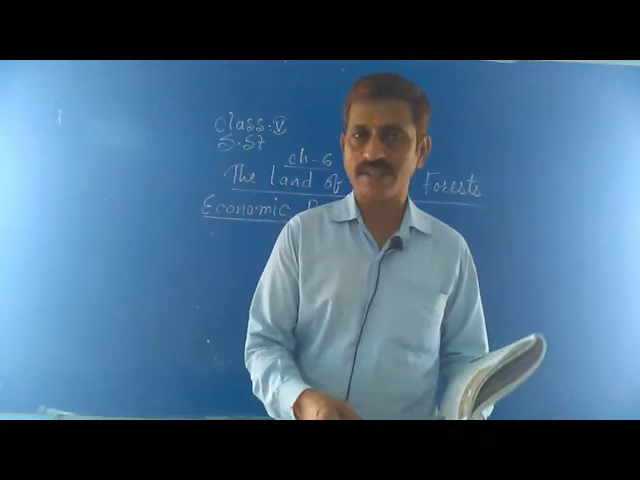 Class-V
S.St
Ch-6
The land of Forests
Economic